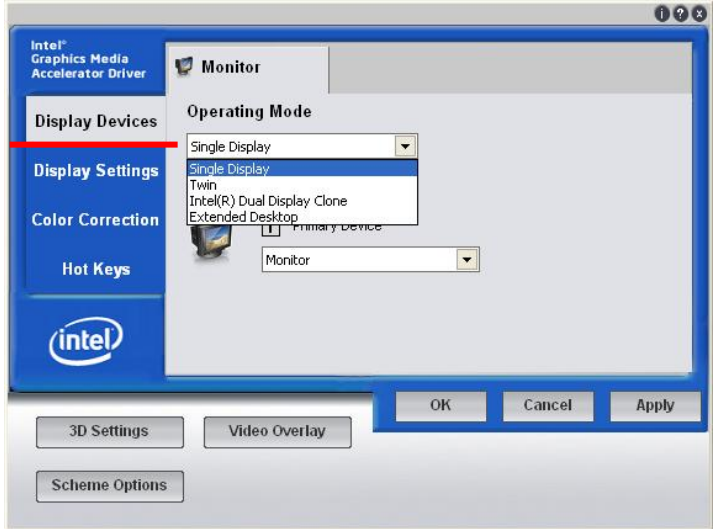 Intel®
Graphics Media
Accelerator Driver
Monitor
Display Devices
Display Settings
Color Correction
Hot Keys
intel
Operating Mode
Single Display
Single Display
Twin
Intel(R) Dual Display Clone
Extended Desktop
1 Primary Device
Monitor
OK Cancel Apply
3D Settings Video Overlay
Scheme Options